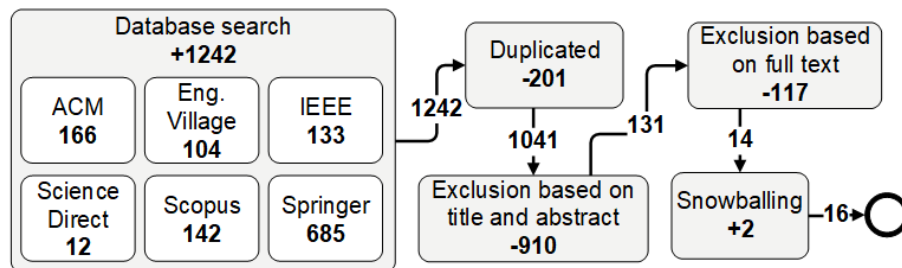 Database search
+1242
ACM
166
Eng.
Village
104
IEEE
133
Science
Direct
12
Scopus
142
Springer
685
1242
Duplicated
-201
1041
Exclusion based on
title and abstract
-910
131
Exclusion based
on full text
-117
14
Snowballing
+2
16